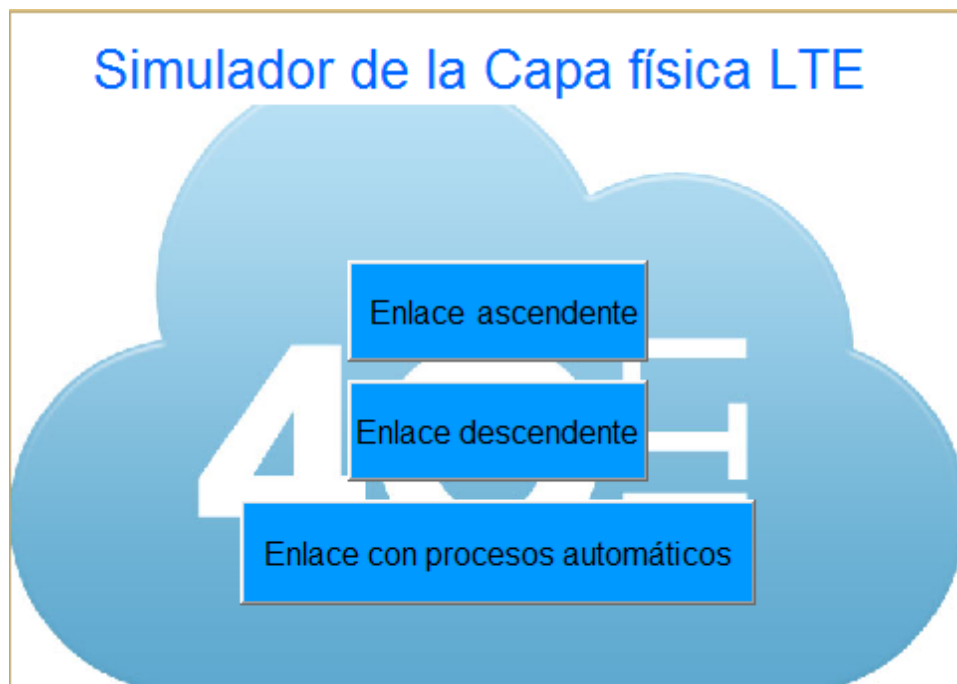 Simulador de la Capa física LTE
Enlace ascendente
Enlace descendente
Enlace con procesos automáticos